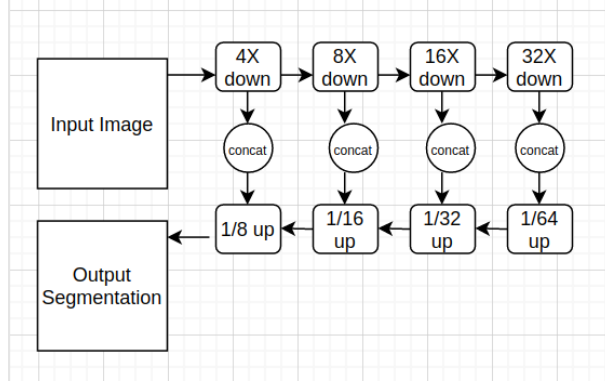 4X
down
8X
down
16X
down
32X
down
Input Image
concat
concat
concat
concat
1/8 up
1/16
up
1/32
up
1/64
up
Output
Segmentation